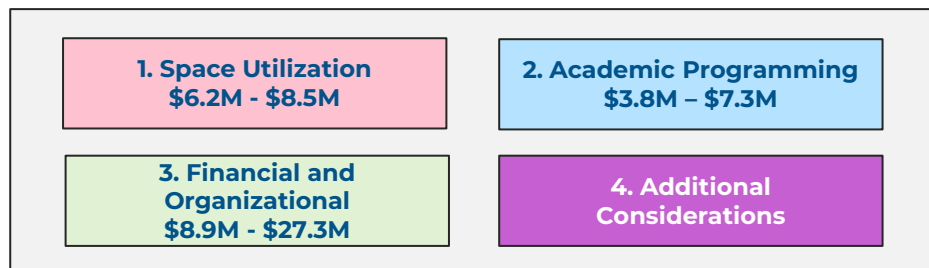 1. Space Utilization
$6.2M - $8.5M
2. Academic Programming
$3.8M – $7.3M
3. Financial and
Organizational
$8.9M - $27.3M
4. Additional
Considerations